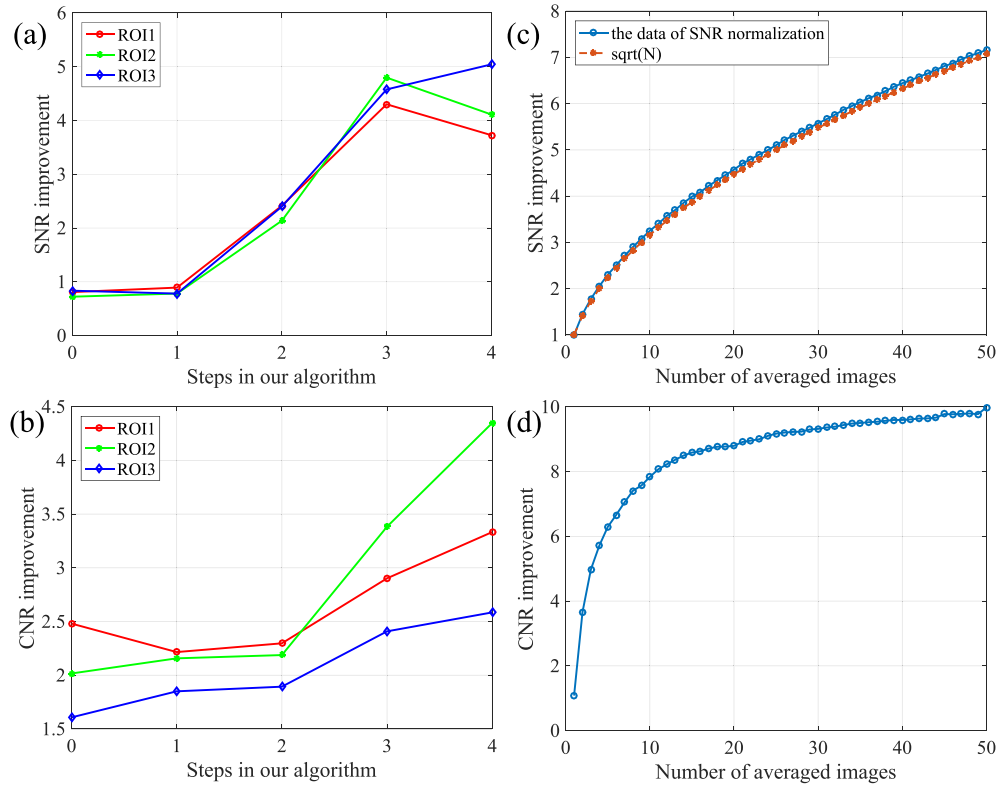 (a)
6
5
4
3
2
1
0
SNR improvement
ROI1
ROI2
ROI3
0 1 2 3 4
Steps in our algorithm
(c)
8
7
6
5
4
3
2
1
SNR improvement
the data of SNR normalization
sqrt(N)
0 10 20 30 40 50
Number of averaged images
(b)
4.5
4
3.5
3
2.5
2
1.5
CNR improvement
ROI1
ROI2
ROI3
0 1 2 3 4
Steps in our algorithm
(d)
10
8
6
4
2
0
CNR improvement
0 10 20 30 40 50
Number of averaged images